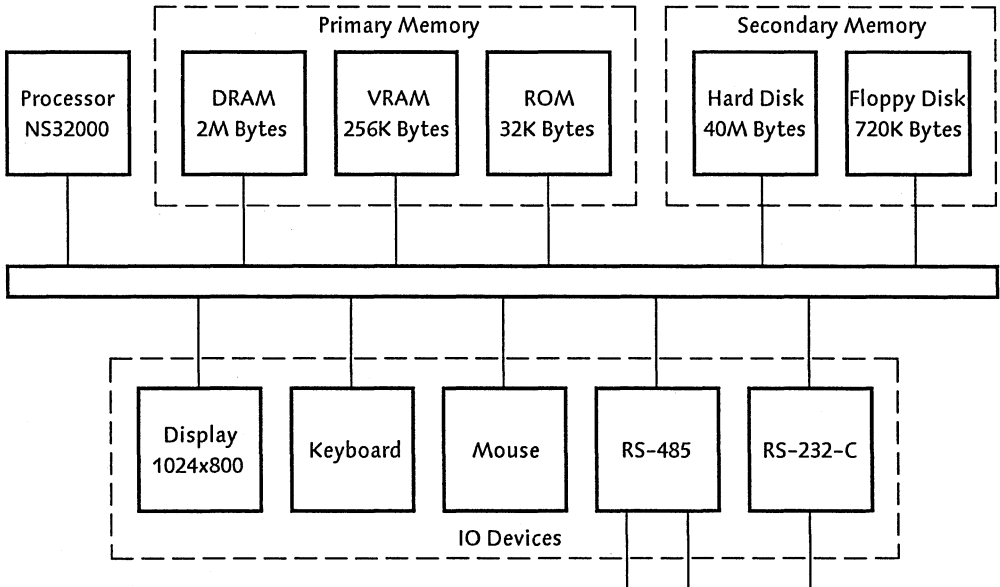 Primary Memory
Secondary Memory
Processor
NS32000
DRAM
2M Bytes
VRAM
256K Bytes
ROM
32K Bytes
Hard Disk
40M Bytes
Floppy Disk
720K Bytes
Display
1024x800
Keyboard
Mouse
RS-485
RS-232-C
IO Devices